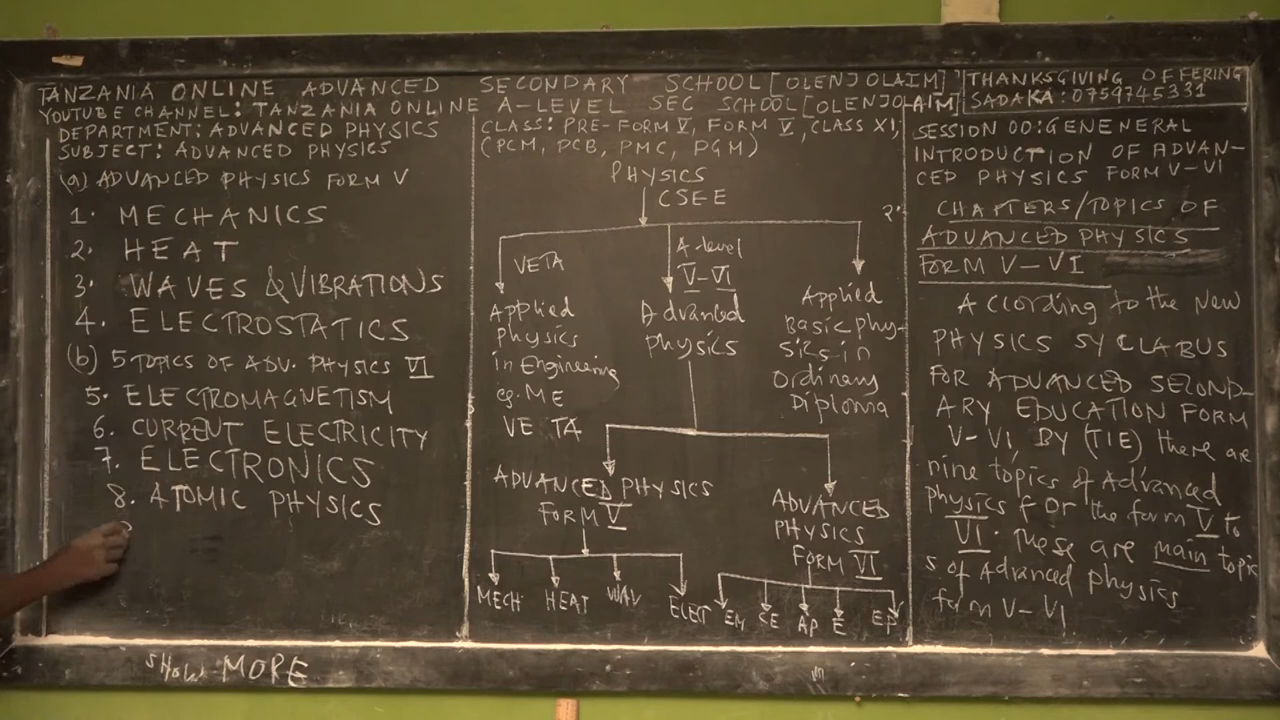 TANZANIA ONLINE ADVANCED SECONDARY SCHOOL [OLENJOLAIM]
YOUTUBE CHANNEL: TANZANIA ONLINE A-LEVEL SEC SCHOOL [OLENJOLAIM]
THANKSGIVING OFFERING
SADAKA: 0759745331
DEPARTMENT: ADVANCED PHYSICS
SUBJECT: ADVANCED PHYSICS
(a) ADVANCED PHYSICS FORM V
1. MECHANICS
2. HEAT
3. WAVES & VIBRATIONS
4. ELECTROSTATICS
(b) 5 TOPICS OF ADV. PHYSICS VI
5. ELECTROMAGNETISM
6. CURRENT ELECTRICITY
7. ELECTRONICS
8. ATOMIC PHYSICS
CLASS: PRE-FORM V, FORM V, CLASS XI,
(PCM, PCB, PMC, PGM)
PHYSICS
CSEE
VETA
Applied
physics
in Engineering
eg. ME
VETA
A-level
V-VI
Advanced
physics
2.
Applied
Basic phy-
sics in
Ordinary
Diploma
ADVANCED PHYSICS
FORM V
MECH HEAT WAV ELECT
ADVANCED
PHYSICS
FORM VI
EM CE AP E EP
SESSION 00: GENENERAL
INTRODUCTION OF ADVAN-
CED PHYSICS FORM V-VI
CHAPTERS/TOPICS OF
ADVANCED PHYSICS
FORM V-VI
Acciording to the new
PHYSICS SYCLABUS
FOR ADVANCED SECOND-
ARY EDUCATION FORM
V-VI BY (TIE) there are
nine topics of Advanced
physics for the form V to
VI. These are main topic
s of Advanced physics
form V-VI
MORE